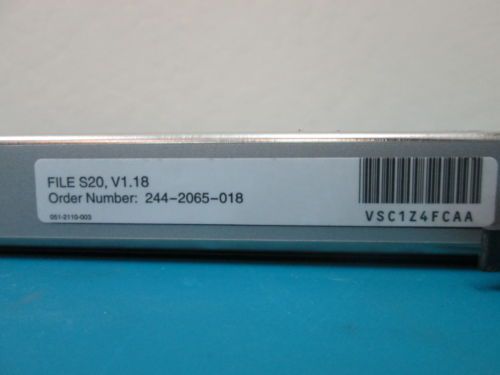 FILE S20, V1.18
Order Number: 244-2065-018
051-2110-003
VSC1Z4FCAA